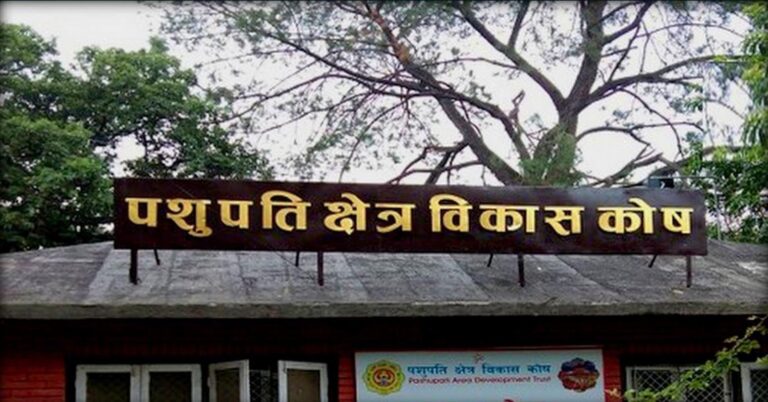 पशुपति क्षेत्र विकास कोष
पशुपति क्षेत्र विकास कोष
Pashupati Area Development Trust